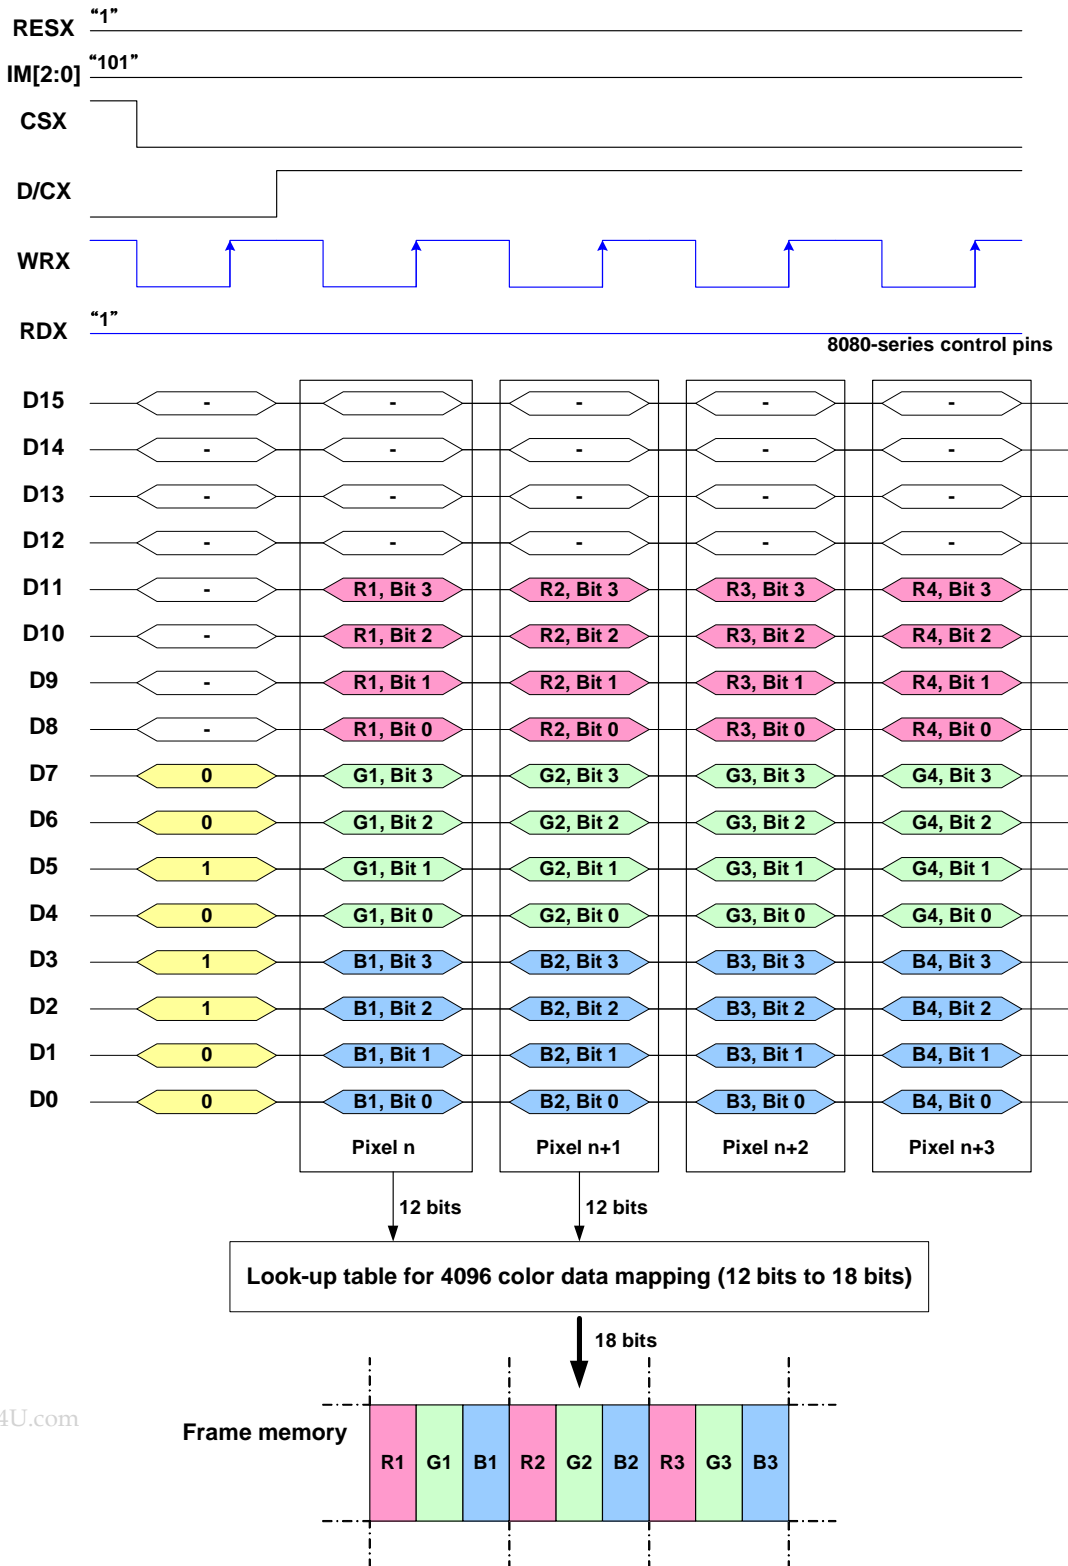 RESX "1"
IM[2:0] "101"
CSX
D/CX
WRX
RDX "1"
8080-series control pins
D15 - - - - -
D14 - - - - -
D13 - - - - -
D12 - - - - -
D11 - R1, Bit 3 R2, Bit 3 R3, Bit 3 R4, Bit 3
D10 - R1, Bit 2 R2, Bit 2 R3, Bit 2 R4, Bit 2
D9 - R1, Bit 1 R2, Bit 1 R3, Bit 1 R4, Bit 1
D8 - R1, Bit 0 R2, Bit 0 R3, Bit 0 R4, Bit 0
D7 0 G1, Bit 3 G2, Bit 3 G3, Bit 3 G4, Bit 3
D6 0 G1, Bit 2 G2, Bit 2 G3, Bit 2 G4, Bit 2
D5 1 G1, Bit 1 G2, Bit 1 G3, Bit 1 G4, Bit 1
D4 0 G1, Bit 0 G2, Bit 0 G3, Bit 0 G4, Bit 0
D3 1 B1, Bit 3 B2, Bit 3 B3, Bit 3 B4, Bit 3
D2 1 B1, Bit 2 B2, Bit 2 B3, Bit 2 B4, Bit 2
D1 0 B1, Bit 1 B2, Bit 1 B3, Bit 1 B4, Bit 1
D0 0 B1, Bit 0 B2, Bit 0 B3, Bit 0 B4, Bit 0
Pixel n Pixel n+1 Pixel n+2 Pixel n+3
12 bits 12 bits
Look-up table for 4096 color data mapping (12 bits to 18 bits)
18 bits
4U.com
Frame memory
R1 G1 B1 R2 G2 B2 R3 G3 B3